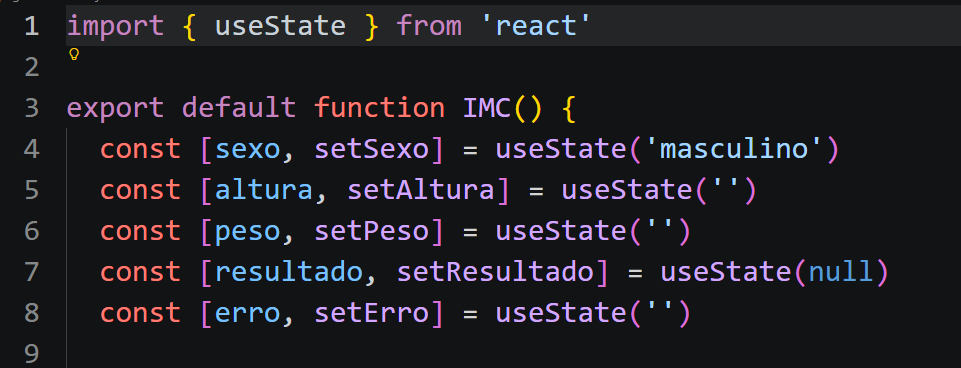 1 import { useState } from 'react'
2
3 export default function IMC() {
4 const [sexo, setSexo] = useState('masculino')
5 const [altura, setAltura] = useState('')
6 const [peso, setPeso] = useState('')
7 const [resultado, setResultado] = useState(null)
8 const [erro, setErro] = useState('')
9